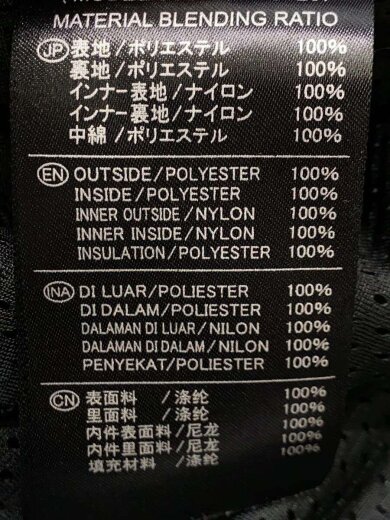 MATERIAL BLENDING RATIO
JP 表地/ポリエステル 100%
裏地/ポリエステル 100%
インナー表地/ナイロン 100%
インナー裏地/ナイロン 100%
中綿/ポリエステル 100%
EN OUTSIDE/POLYESTER 100%
INSIDE/POLYESTER 100%
INNER OUTSIDE/NYLON 100%
INNER INSIDE/NYLON 100%
INSULATION/POLYESTER 100%
INA DI LUAR/POLIESTER 100%
DI DALAM/POLIESTER 100%
DALAMAN DI LUAR/NILON 100%
DALAMAN DI DALAM/NILON 100%
PENYEKAT/POLIESTER 100%
CN 表面料 /涤纶 100%
里面料 /涤纶 100%
内件表面料/尼龙 100%
内件里面料/尼龙 100%
填充材料 /涤纶 100%